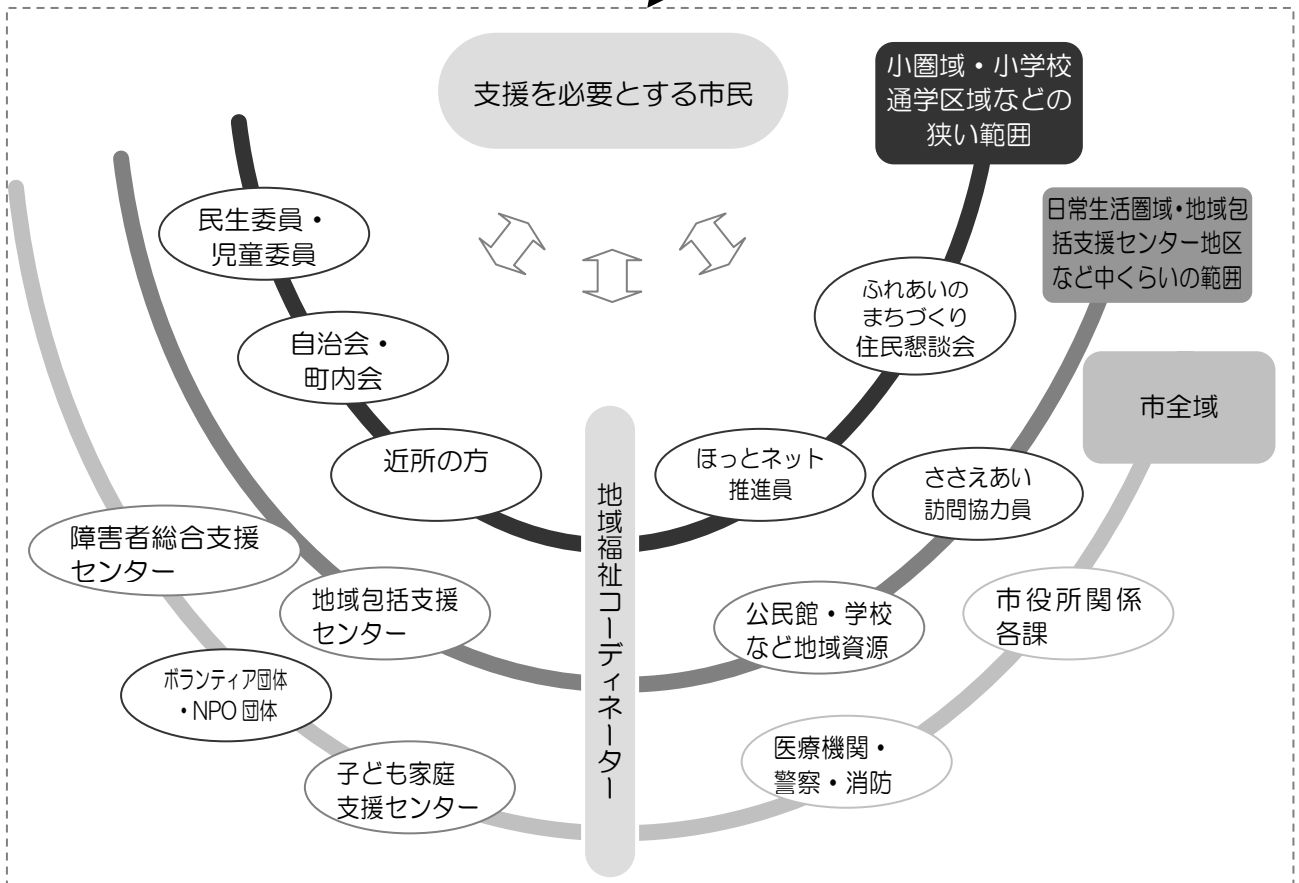 支援を必要とする市民
小圏域・小学校
通学区域などの
狭い範囲
民生委員・
児童委員
日常生活圏域・地域包
括支援センター地区
など中くらいの範囲
ふれあいの
まちづくり
住民懇談会
自治会・
町内会
市全域
近所の方
ほっとネット
推進員
ささえあい
訪問協力員
地域福祉コーディネーター
障害者総合支援
センター
地域包括支援
センター
公民館・学校
など地域資源
市役所関係
各課
ボランティア団体
・NPO団体
子ども家庭
支援センター
医療機関・
警察・消防